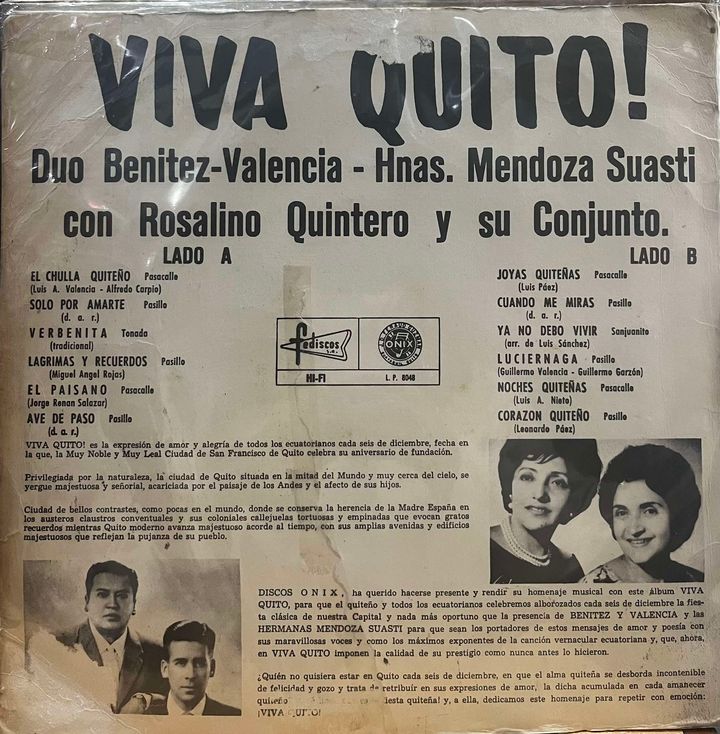 VIVA QUITO!
Duo Benitez-Valencia - Hnas. Mendoza Suasti
con Rosalino Quintero y su Conjunto.
LADO A
EL CHULLA QUITEÑO Pasacalle
(Luis A. Valencia - Alfredo Carpio)
SOLO POR AMARTE Pasillo
(d. a. r.)
VERBENITA Tonada
(tradicional)
LAGRIMAS Y RECUERDOS Pasillo
(Miguel Angel Rojas)
EL PAISANO Pasacalle
(Jorge Renan Salazar)
AVE DE PASO Pasillo
(d. a. r.)
fediscos
S.A.
ONIX
HI-FI L. P. 8048
LADO B
JOYAS QUITEÑAS Pasacalle
(Luis Páez)
CUANDO ME MIRAS Pasillo
(d. a. r.)
YA NO DEBO VIVIR Sanjuanito
(arr. de Luis Sánchez)
LUCIERNAGA Pasillo
(Guillermo Valencia - Guillermo Garzón)
NOCHES QUITEÑAS Pasacalle
(Luis A. Nieto)
CORAZON QUITEÑO Pasillo
(Leonardo Páez)
VIVA QUITO! es la expresión de amor y alegría de todos los ecuatorianos cada seis de diciembre, fecha en
la que, la Muy Noble y Muy Leal Ciudad de San Francisco de Quito celebra su aniversario de fundación.
Privilegiada por la naturaleza, la ciudad de Quito situada en la mitad del Mundo y muy cerca del cielo, se
yergue majestuosa y señorial, acariciada por el paisaje de los Andes y el afecto de sus hijos.
Ciudad de bellos contrastes, como pocas en el mundo, donde se conserva la herencia de la Madre España en
los austeros claustros conventuales y sus coloniales callejuelas tortuosas y empinadas que evocan gratos
recuerdos mientras Quito moderno avanza majestuoso acorde al tiempo, con sus amplias avenidas y edificios
majestuosos que reflejan la pujanza de su pueblo.
DISCOS ONIX, ha querido hacerse presente y rendir su homenaje musical con este Album VIVA
QUITO, para que el quiteño y todos los ecuatorianos celebremos alborozados cada seis de diciembre la fies-
ta clásica de nuestra Capital y nada más oportuno que la presencia de BENITEZ Y VALENCIA y las
HERMANAS MENDOZA SUASTI para que sean los portadores de estos mensajes de amor y poesía con
sus maravillosas voces y como los máximos exponentes de la canción vernacular ecuatoriana y, que, ahora,
en VIVA QUITO imponen la calidad de su prestigio como nunca antes lo hicieron.
¿Quién no quisiera estar en Quito cada seis de diciembre, en que el alma quiteña se desborda incontenible
de felicidad y gozo y trata de retribuir en sus expresiones de amor, la dicha acumulada en cada amanecer
quiteño fiesta quiteña! y, a ella, dedicamos este homenaje para repetir con emoción:
¡VIVA QUITO!